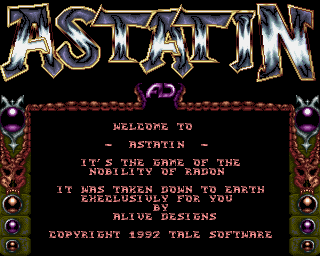 ASTATIN
AD
WELCOME TO
~ ASTATIN ~
IT'S THE GAME OF THE
NOBILITY OF RADON
IT WAS TAKEN DOWN TO EARTH
EXECLUSIVLY FOR YOU
BY
ALIVE DESIGNS
COPYRIGHT 1992 TALE SOFTWARE